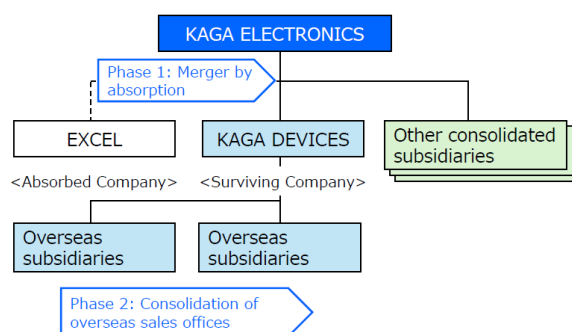 KAGA ELECTRONICS
Phase 1: Merger by
absorption
EXCEL
KAGA DEVICES
Other consolidated
subsidiaries
<Absorbed Company>
<Surviving Company>
Overseas
subsidiaries
Overseas
subsidiaries
Phase 2: Consolidation of
overseas sales offices